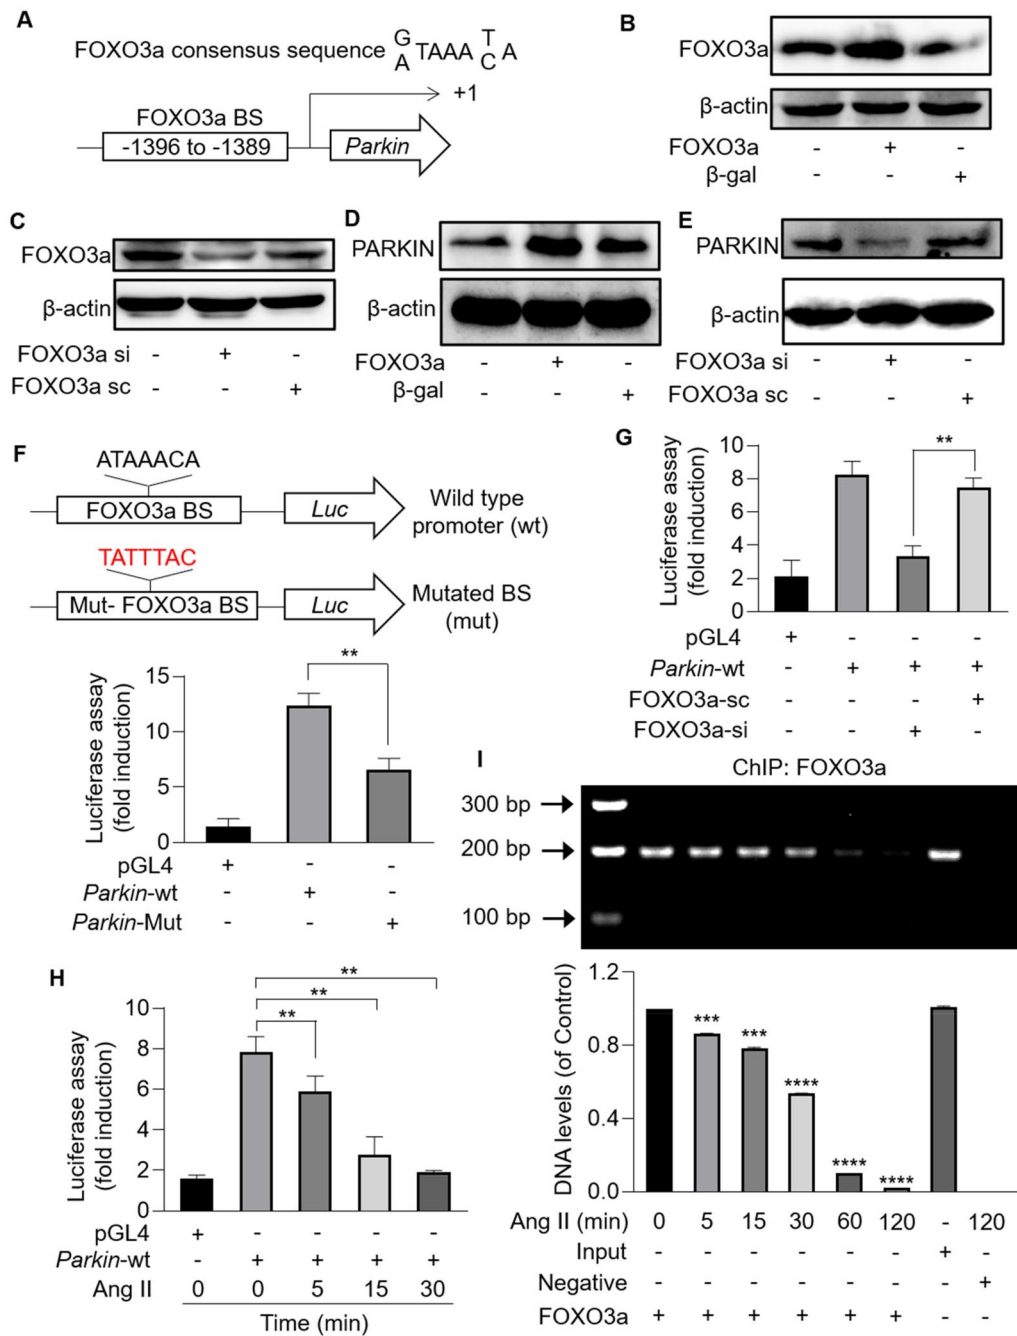 A
FOXO3a consensus sequence G/A TAAA T/C A
+1
FOXO3a BS
-1396 to -1389
Parkin
B
FOXO3a
β-actin
FOXO3a - + -
β-gal - - +
C
FOXO3a
β-actin
FOXO3a si - + -
FOXO3a sc - - +
D
PARKIN
β-actin
FOXO3a - + -
β-gal - - +
E
PARKIN
β-actin
FOXO3a si - + -
FOXO3a sc - - +
F
ATAAACA
FOXO3a BS
Luc
Wild type
promoter (wt)
TATTTAC
Mut- FOXO3a BS
Luc
Mutated BS
(mut)
Luciferase assay
(fold induction)
15
10
5
0
**
pGL4 + - -
Parkin-wt - + -
Parkin-Mut - - +
G
Luciferase assay
(fold induction)
10
8
6
4
2
0
**
pGL4 + - - -
Parkin-wt - + + +
FOXO3a-sc - - - +
FOXO3a-si - - + -
H
Luciferase assay
(fold induction)
10
8
6
4
2
0
**
**
**
pGL4 + - - - -
Parkin-wt - + + + +
Ang II 0 0 5 15 30
Time (min)
I
ChIP: FOXO3a
300 bp
200 bp
100 bp
DNA levels (of Control)
1.2
0.8
0.4
0.0
***
***
****
****
****
Ang II (min) 0 5 15 30 60 120 - 120
Input - - - - - - + -
Negative - - - - - - - +
FOXO3a + + + + + + - -